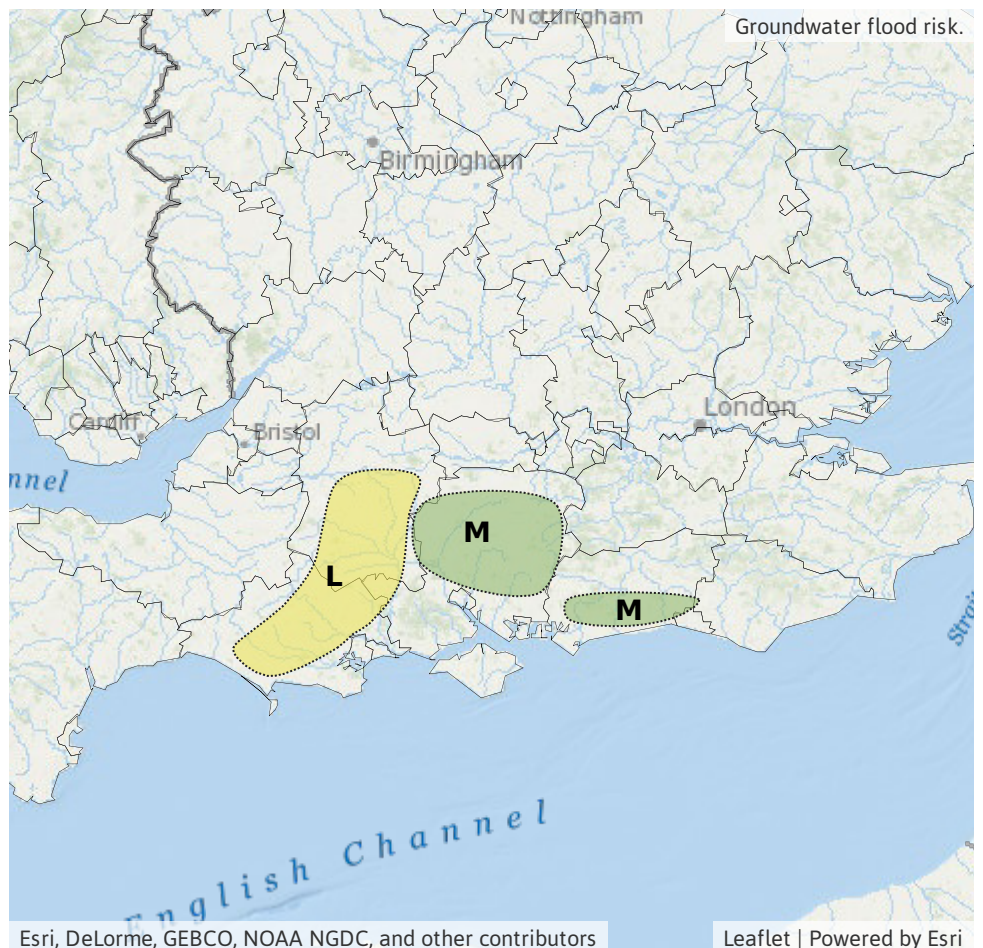 Nottingham
Groundwater flood risk.
Birmingham
London
Cardiff
Bristol
nnel
M
L
M
Strai
English Channel
Esri, DeLorme, GEBCO, NOAA NGDC, and other contributors
Leaflet | Powered by Esri